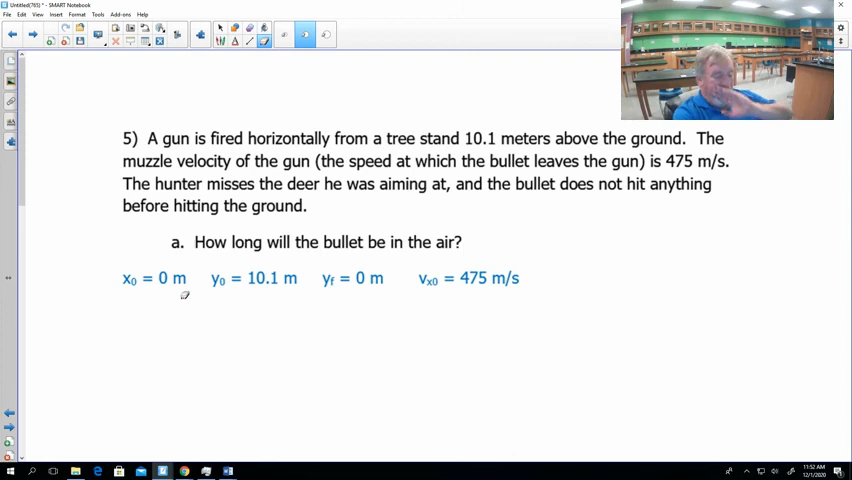 Untitled(765) * - SMART Notebook
File Edit View Insert Format Tools Add-ons Help
5) A gun is fired horizontally from a tree stand 10.1 meters above the ground. The
muzzle velocity of the gun (the speed at which the bullet leaves the gun) is 475 m/s.
The hunter misses the deer he was aiming at, and the bullet does not hit anything
before hitting the ground.
a. How long will the bullet be in the air?
x₀ = 0 m y₀ = 10.1 m y_f = 0 m v_x0 = 475 m/s
11:52 AM
12/1/2020